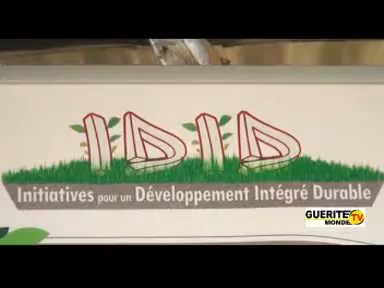 IDID
Initiatives pour un Développement Intégré Durable
GUERITE TV
MONDE